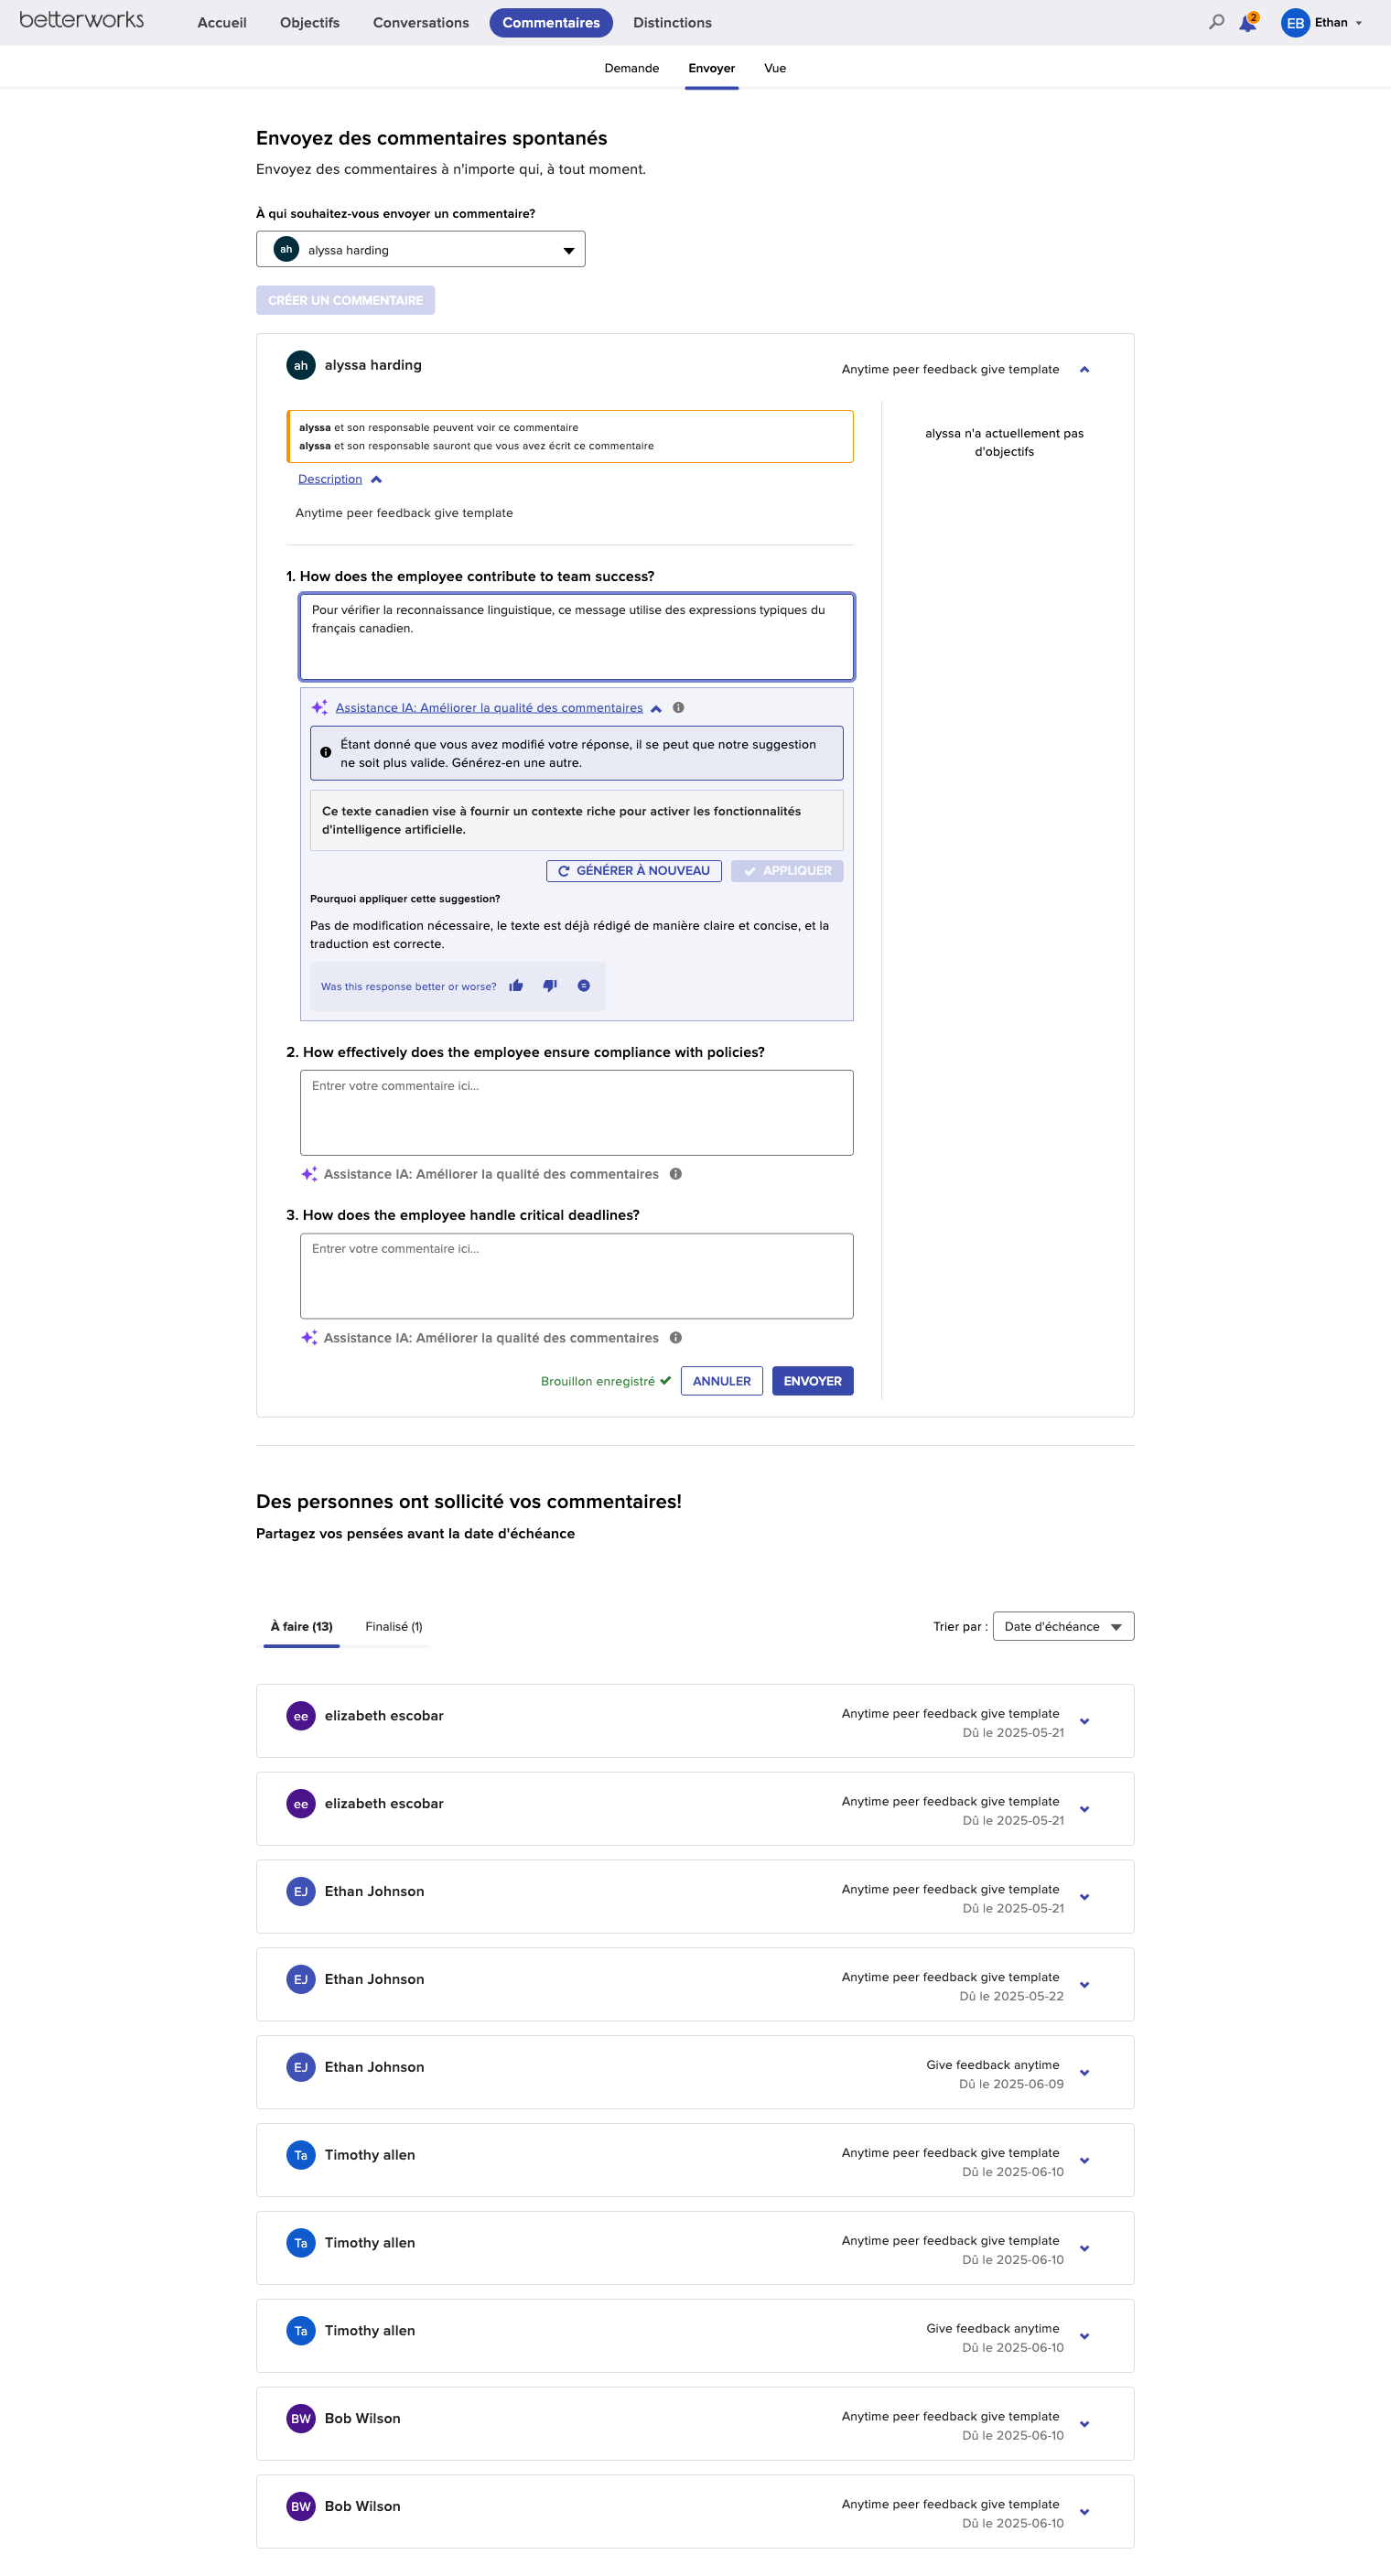 betterworks
Accueil
Objectifs
Conversations
Commentaires
Distinctions
2
EB
Ethan
Demande
Envoyer
Vue
Envoyez des commentaires spontanés
Envoyez des commentaires à n'importe qui, à tout moment.
À qui souhaitez-vous envoyer un commentaire?
ah
alyssa harding
CRÉER UN COMMENTAIRE
ah
alyssa harding
Anytime peer feedback give template
alyssa et son responsable peuvent voir ce commentaire
alyssa et son responsable sauront que vous avez écrit ce commentaire
alyssa n'a actuellement pas
d'objectifs
Description
Anytime peer feedback give template
1. How does the employee contribute to team success?
Pour vérifier la reconnaissance linguistique, ce message utilise des expressions typiques du
français canadien.
Assistance IA: Améliorer la qualité des commentaires
Étant donné que vous avez modifié votre réponse, il se peut que notre suggestion
ne soit plus valide. Générez-en une autre.
Ce texte canadien vise à fournir un contexte riche pour activer les fonctionnalités
d'intelligence artificielle.
GÉNÉRER À NOUVEAU
APPLIQUER
Pourquoi appliquer cette suggestion?
Pas de modification nécessaire, le texte est déjà rédigé de manière claire et concise, et la
traduction est correcte.
Was this response better or worse?
2. How effectively does the employee ensure compliance with policies?
Entrer votre commentaire ici...
Assistance IA: Améliorer la qualité des commentaires
3. How does the employee handle critical deadlines?
Entrer votre commentaire ici...
Assistance IA: Améliorer la qualité des commentaires
Brouillon enregistré
ANNULER
ENVOYER
Des personnes ont sollicité vos commentaires!
Partagez vos pensées avant la date d'échéance
À faire (13)
Finalisé (1)
Trier par :
Date d'échéance
ee
elizabeth escobar
Anytime peer feedback give template
Dû le 2025-05-21
ee
elizabeth escobar
Anytime peer feedback give template
Dû le 2025-05-21
EJ
Ethan Johnson
Anytime peer feedback give template
Dû le 2025-05-21
EJ
Ethan Johnson
Anytime peer feedback give template
Dû le 2025-05-22
EJ
Ethan Johnson
Give feedback anytime
Dû le 2025-06-09
Ta
Timothy allen
Anytime peer feedback give template
Dû le 2025-06-10
Ta
Timothy allen
Anytime peer feedback give template
Dû le 2025-06-10
Ta
Timothy allen
Give feedback anytime
Dû le 2025-06-10
BW
Bob Wilson
Anytime peer feedback give template
Dû le 2025-06-10
BW
Bob Wilson
Anytime peer feedback give template
Dû le 2025-06-10